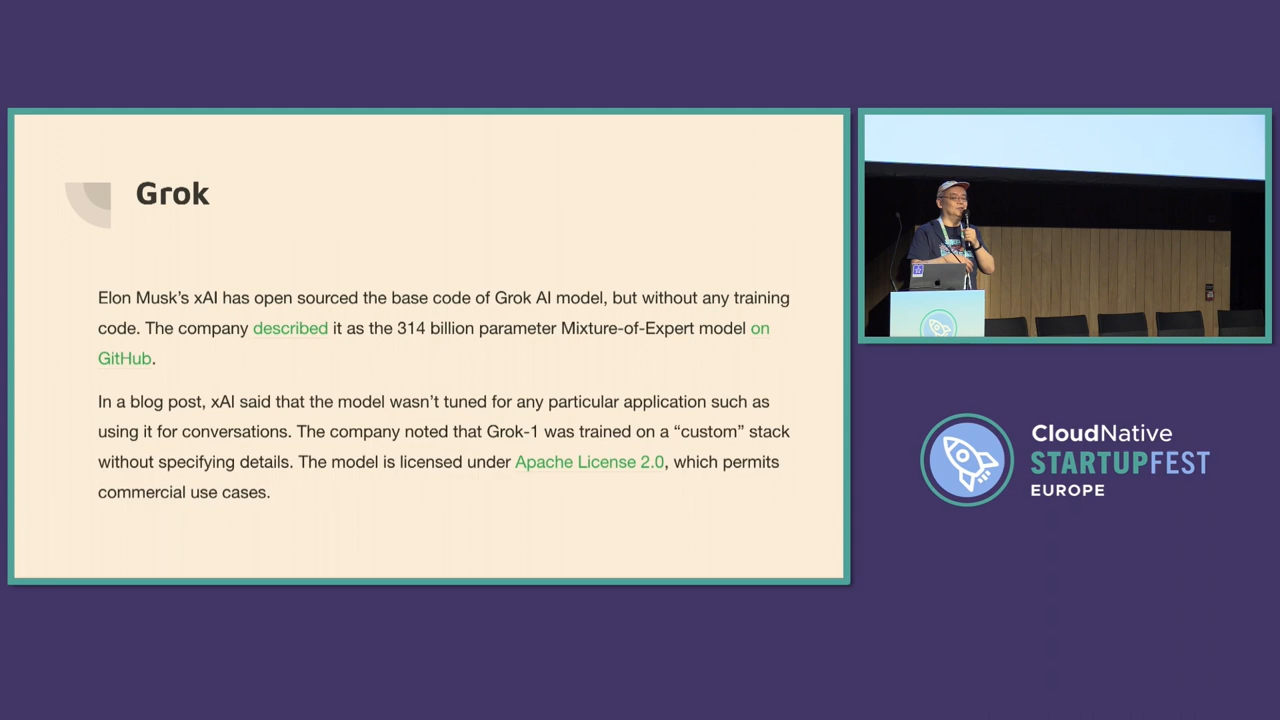 Grok
Elon Musk’s xAI has open sourced the base code of Grok AI model, but without any training
code. The company described it as the 314 billion parameter Mixture-of-Expert model on
GitHub.
In a blog post, xAI said that the model wasn’t tuned for any particular application such as
using it for conversations. The company noted that Grok-1 was trained on a “custom” stack
without specifying details. The model is licensed under Apache License 2.0, which permits
commercial use cases.
CloudNative
STARTUPFEST
EUROPE